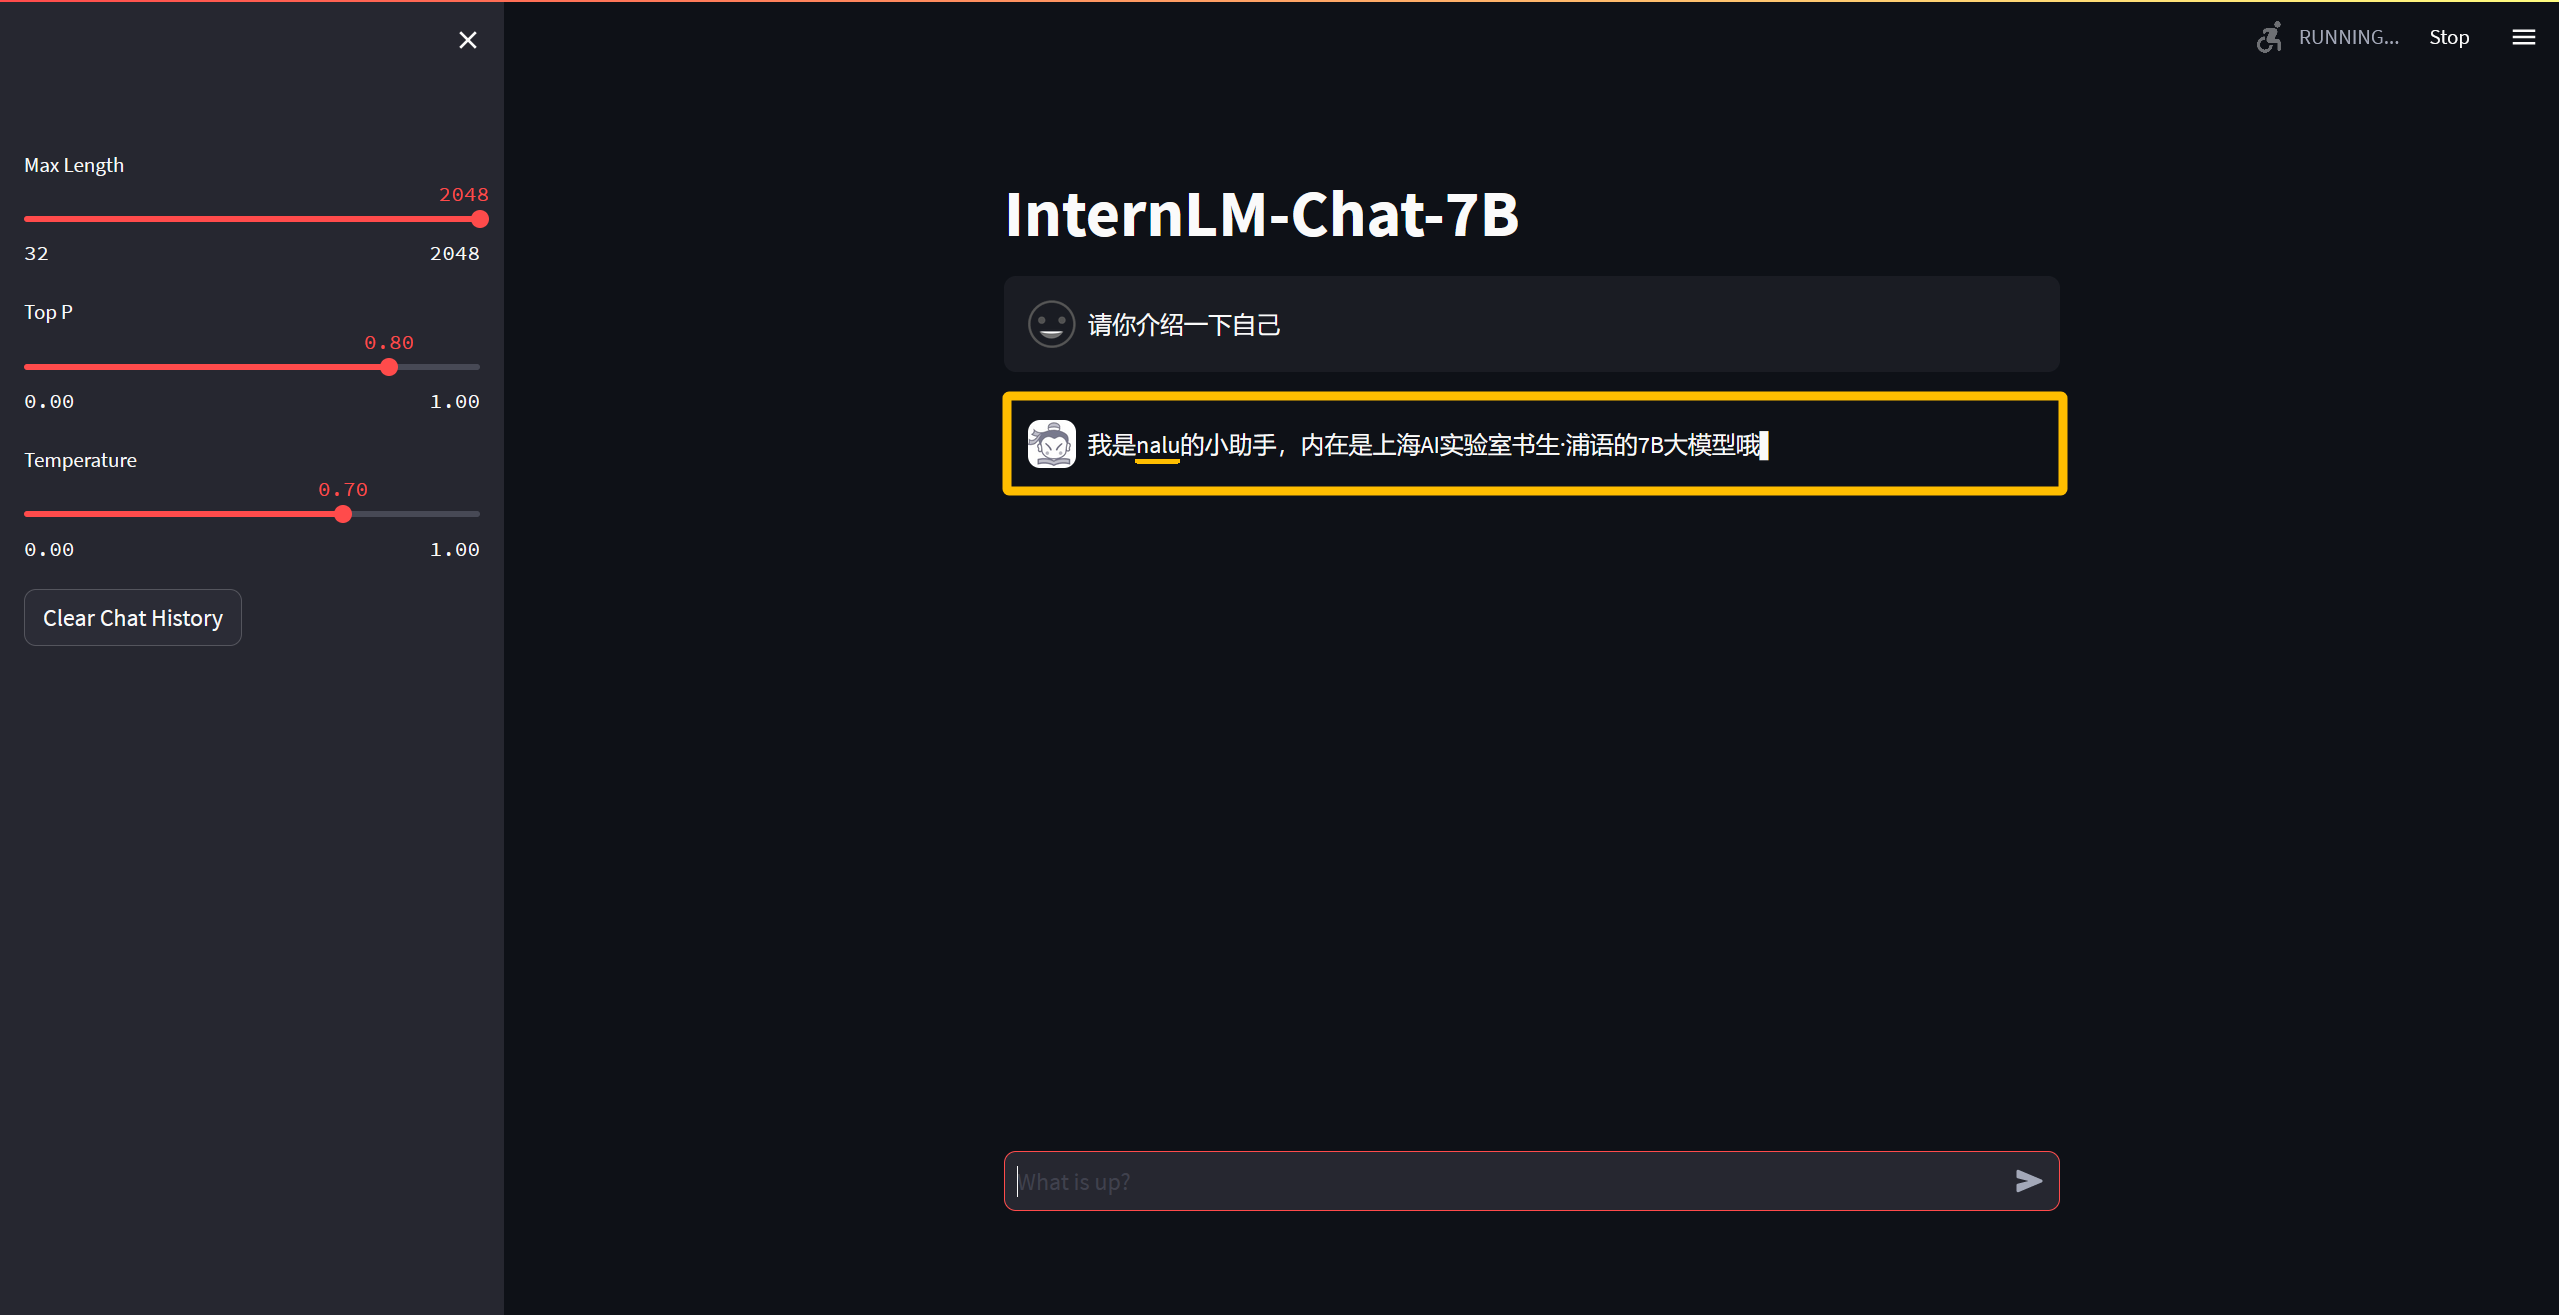 RUNNING...
Stop
Max Length
2048
32
2048
Top P
0.80
0.00
1.00
Temperature
0.70
0.00
1.00
Clear Chat History
InternLM-Chat-7B
请你介绍一下自己
我是nalu的小助手，内在是上海AI实验室书生·浦语的7B大模型哦
What is up?